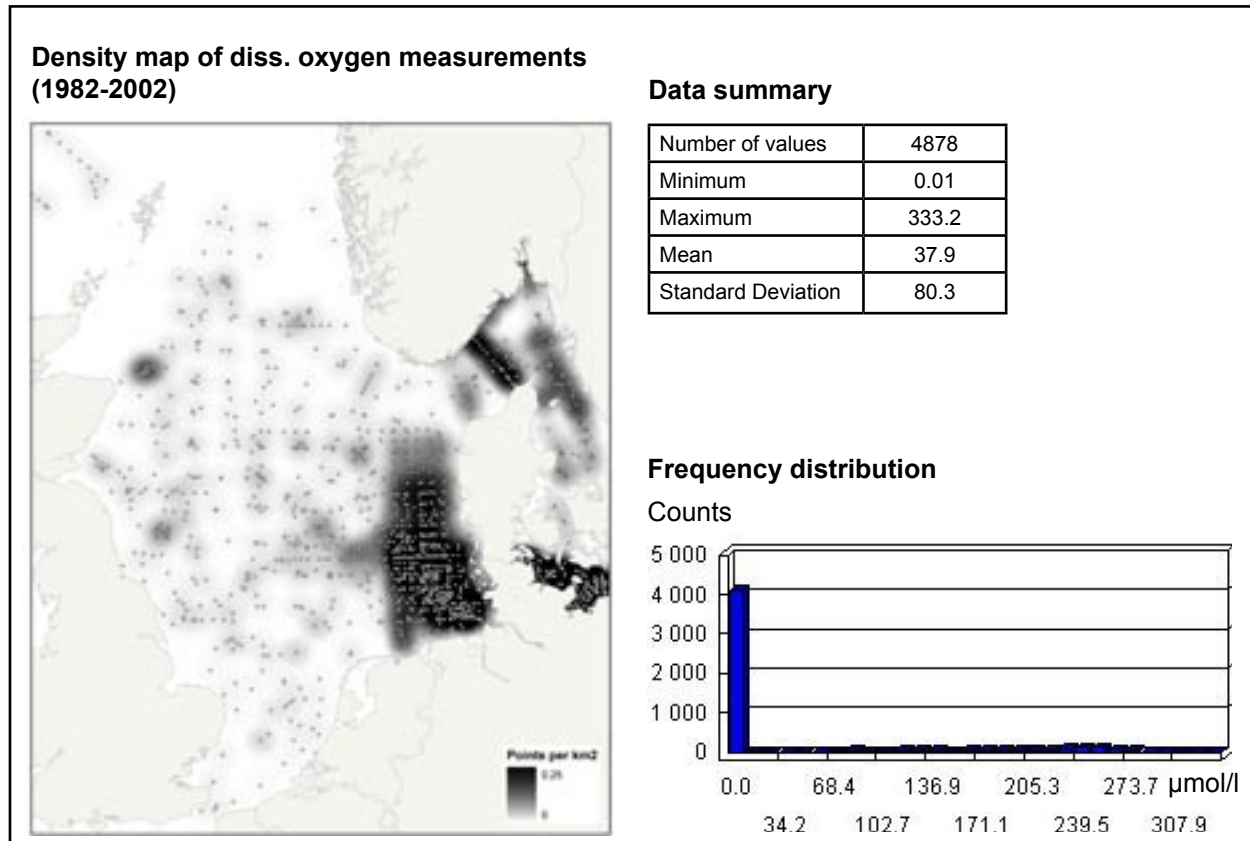 Density map of diss. oxygen measurements
(1982-2002)
Points per km2
0.25
0
Data summary
Number of values 4878
Minimum 0.01
Maximum 333.2
Mean 37.9
Standard Deviation 80.3
Frequency distribution
Counts
5 000
4 000
3 000
2 000
1 000
0
0.0 68.4 136.9 205.3 273.7 µmol/l
34.2 102.7 171.1 239.5 307.9